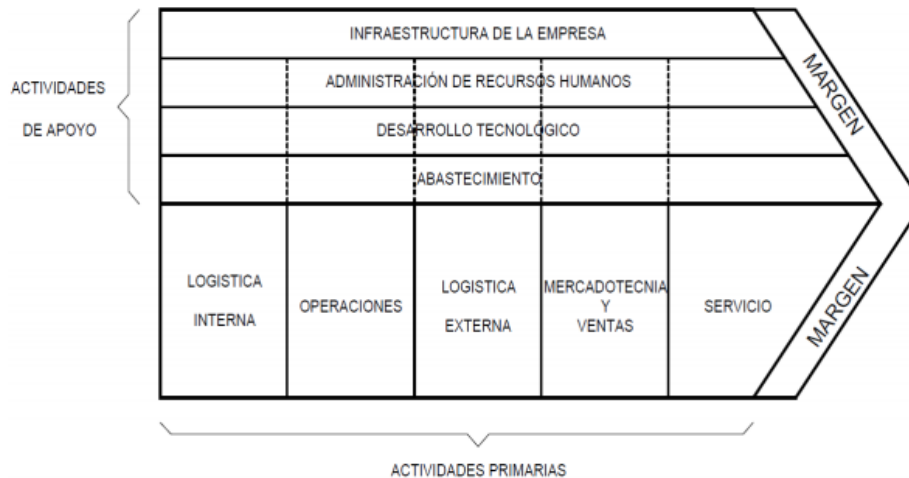 INFRAESTRUCTURA DE LA EMPRESA
ADMINISTRACIÓN DE RECURSOS HUMANOS
DESARROLLO TECNOLÓGICO
ABASTECIMIENTO
ACTIVIDADES
DE APOYO
MARGEN
LOGISTICA
INTERNA
OPERACIONES
LOGISTICA
EXTERNA
MERCADOTECNIA
Y
VENTAS
SERVICIO
MARGEN
ACTIVIDADES PRIMARIAS